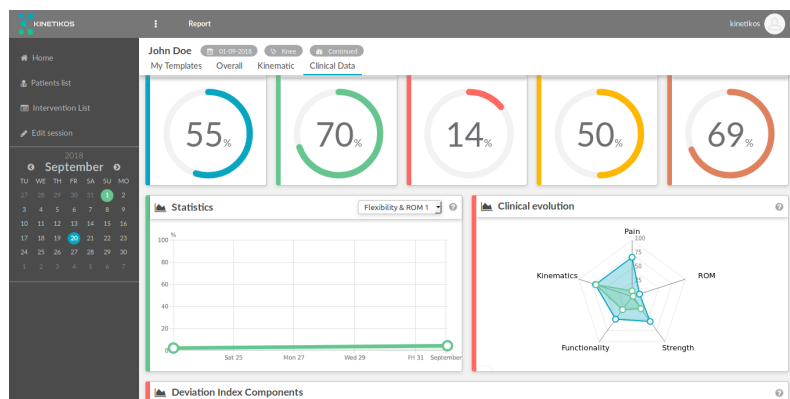 KINETIKOS
Report
kinetikos
John Doe 01-09-2018 Knee Continued
My Templates Overall Kinematic Clinical Data
Home
Patients list
Intervention List
Edit session
2018
September
TU WE TH FR SA SU MO
27 28 29 30 31 1 2
3 4 5 6 7 8 9
10 11 12 13 14 15 16
17 18 19 20 21 22 23
24 25 26 27 28 29 30
1 2 3 4 5 6 7
55%
70%
14%
50%
69%
Statistics
Flexibility & ROM 1
?
%
100
80
60
40
20
0
Sat 25 Mon 27 Wed 29 Fri 31 September
Clinical evolution
?
Pain
100
75
50
25
Kinematics
ROM
Functionality
Strength
Deviation Index Components
?